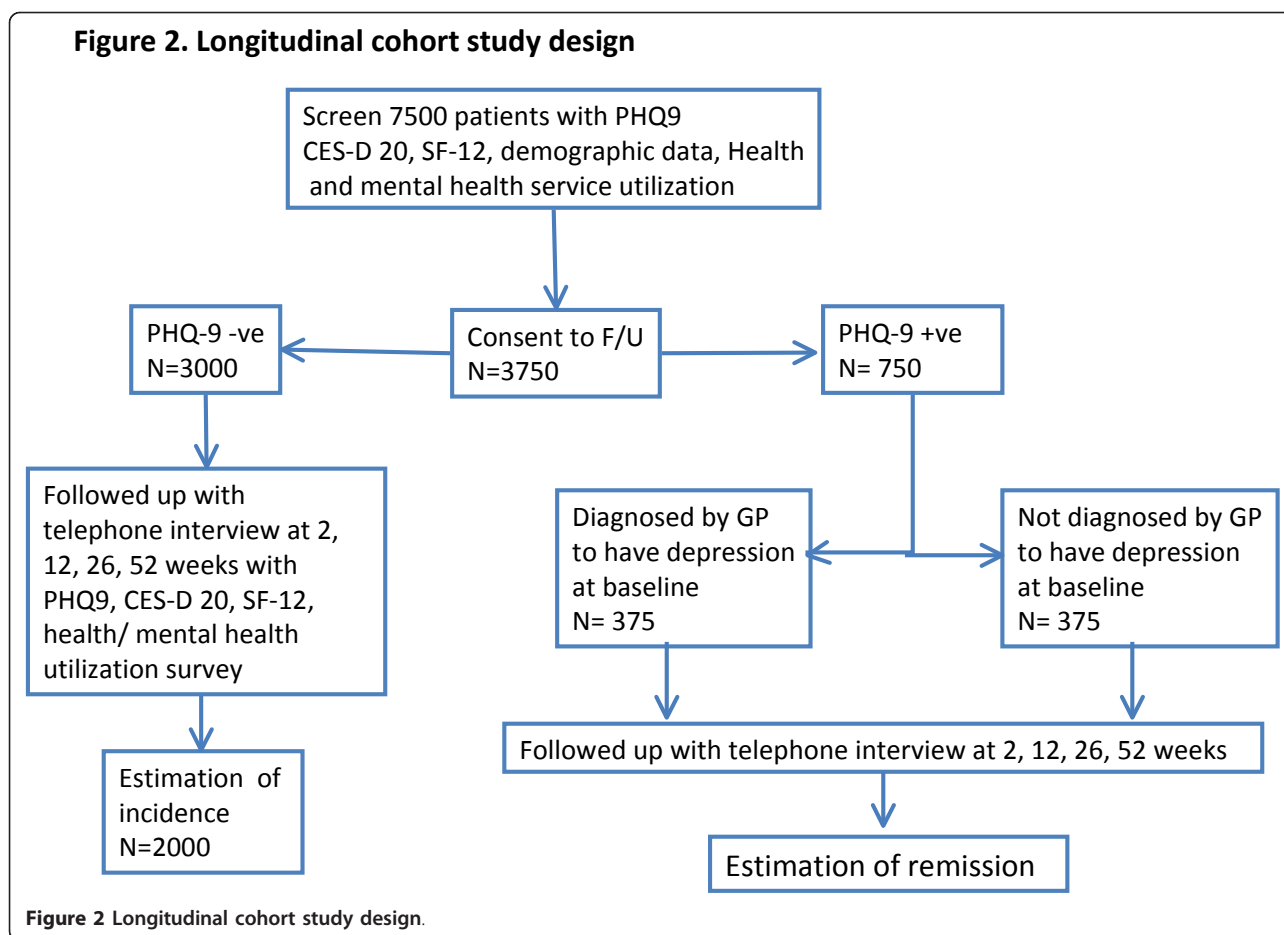 Figure 2. Longitudinal cohort study design
Screen 7500 patients with PHQ9
CES-D 20, SF-12, demographic data, Health
and mental health service utilization
PHQ-9 -ve
N=3000
Consent to F/U
N=3750
PHQ-9 +ve
N= 750
Followed up with
telephone interview at 2,
12, 26, 52 weeks with
PHQ9, CES-D 20, SF-12,
health/ mental health
utilization survey
Diagnosed by GP
to have depression
at baseline
N= 375
Not diagnosed by GP
to have depression
at baseline
N= 375
Followed up with telephone interview at 2, 12, 26, 52 weeks
Estimation of
incidence
N=2000
Estimation of remission
Figure 2 Longitudinal cohort study design.